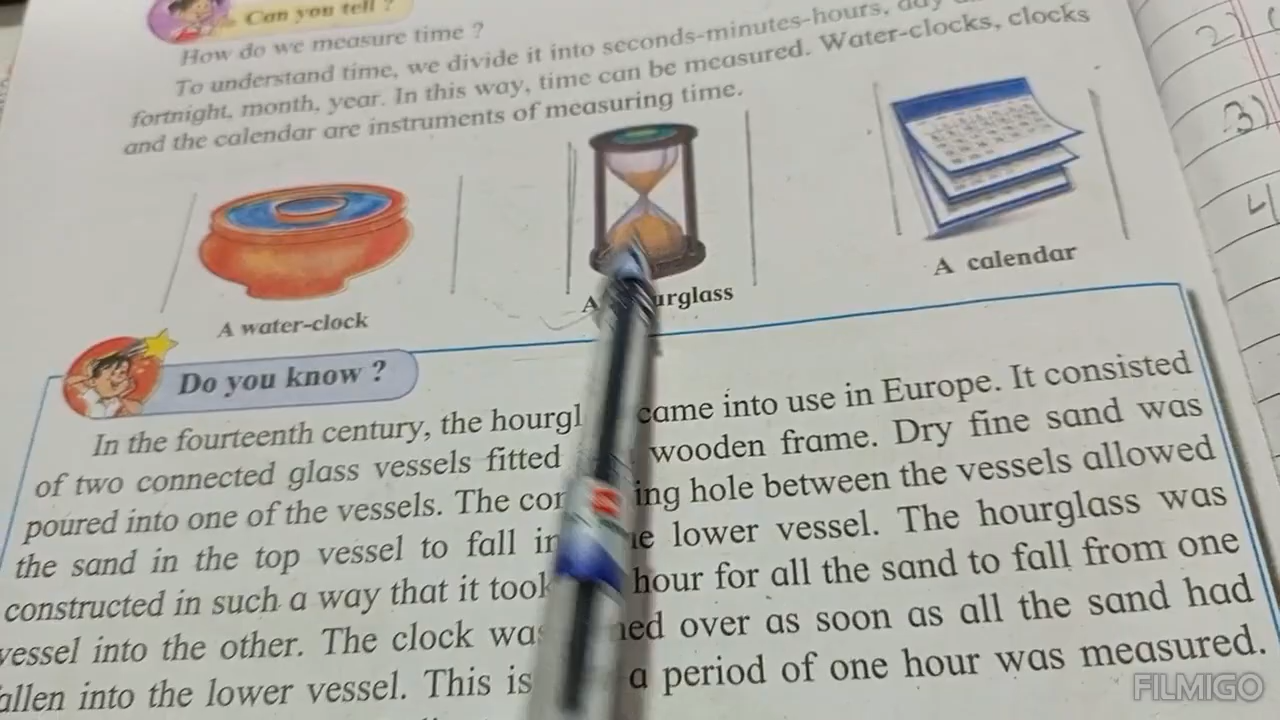 Can you tell ?
How do we measure time ?
To understand time, we divide it into seconds-minutes-hours, day
fortnight, month, year. In this way, time can be measured. Water-clocks, clocks
and the calendar are instruments of measuring time.
A water-clock
A urglass
A calendar
Do you know ?
In the fourteenth century, the hourgl came into use in Europe. It consisted
of two connected glass vessels fitted wooden frame. Dry fine sand was
poured into one of the vessels. The con ing hole between the vessels allowed
the sand in the top vessel to fall in e lower vessel. The hourglass was
constructed in such a way that it took hour for all the sand to fall from one
vessel into the other. The clock was ned over as soon as all the sand had
allen into the lower vessel. This is a period of one hour was measured.
2)
3)
4
FILMIGO